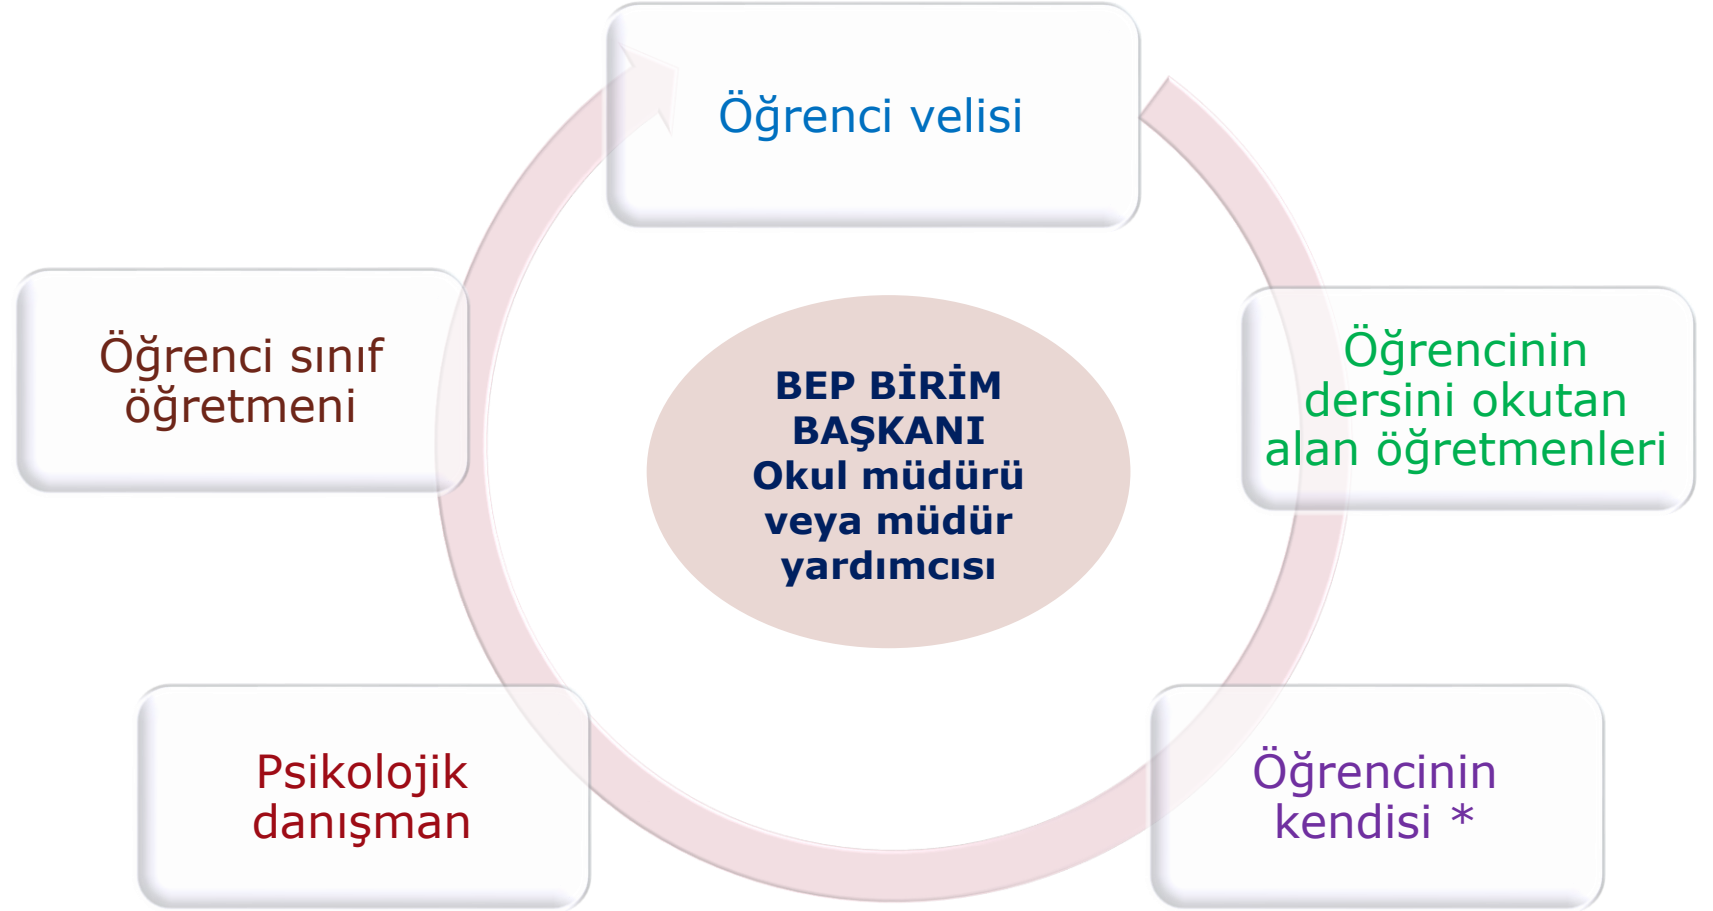 Öğrenci velisi
Öğrencinin
dersini okutan
alan öğretmenleri
Öğrencinin
kendisi *
Psikolojik
danışman
Öğrenci sınıf
öğretmeni
BEP BİRİM
BAŞKANI
Okul müdürü
veya müdür
yardımcısı